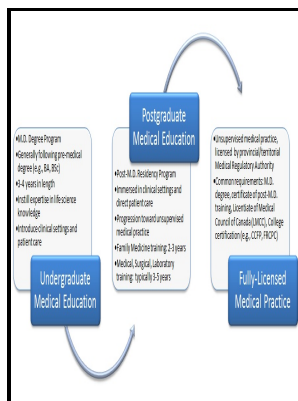 •M.D. Degree Program
•Generally following pre-medical
degree (e.g., BA, BSc)
•3-4 years in length
•Instill expertise in life science
knowledge
•Introduce clinical settings and
patient care
Undergraduate
Medical Education
Postgraduate
Medical Education
•Post-M.D. Residency Program
•Immersed in clinical settings and
direct patient care
•Progression toward unsupervised
medical practice
•Family Medicine training: 2-3 years
•Medical, Surgical, Laboratory
training: typically 3-5 years
•Unsupervised medical practice,
licensed by provincial/territorial
Medical Regulatory Authority
•Common requirements: M.D.
degree, certificate of post-M.D.
training, Licentiate of Medical
Council of Canada (LMCC), College
certification (e.g., CCFP, FRCPC)
Fully-Licensed
Medical Practice